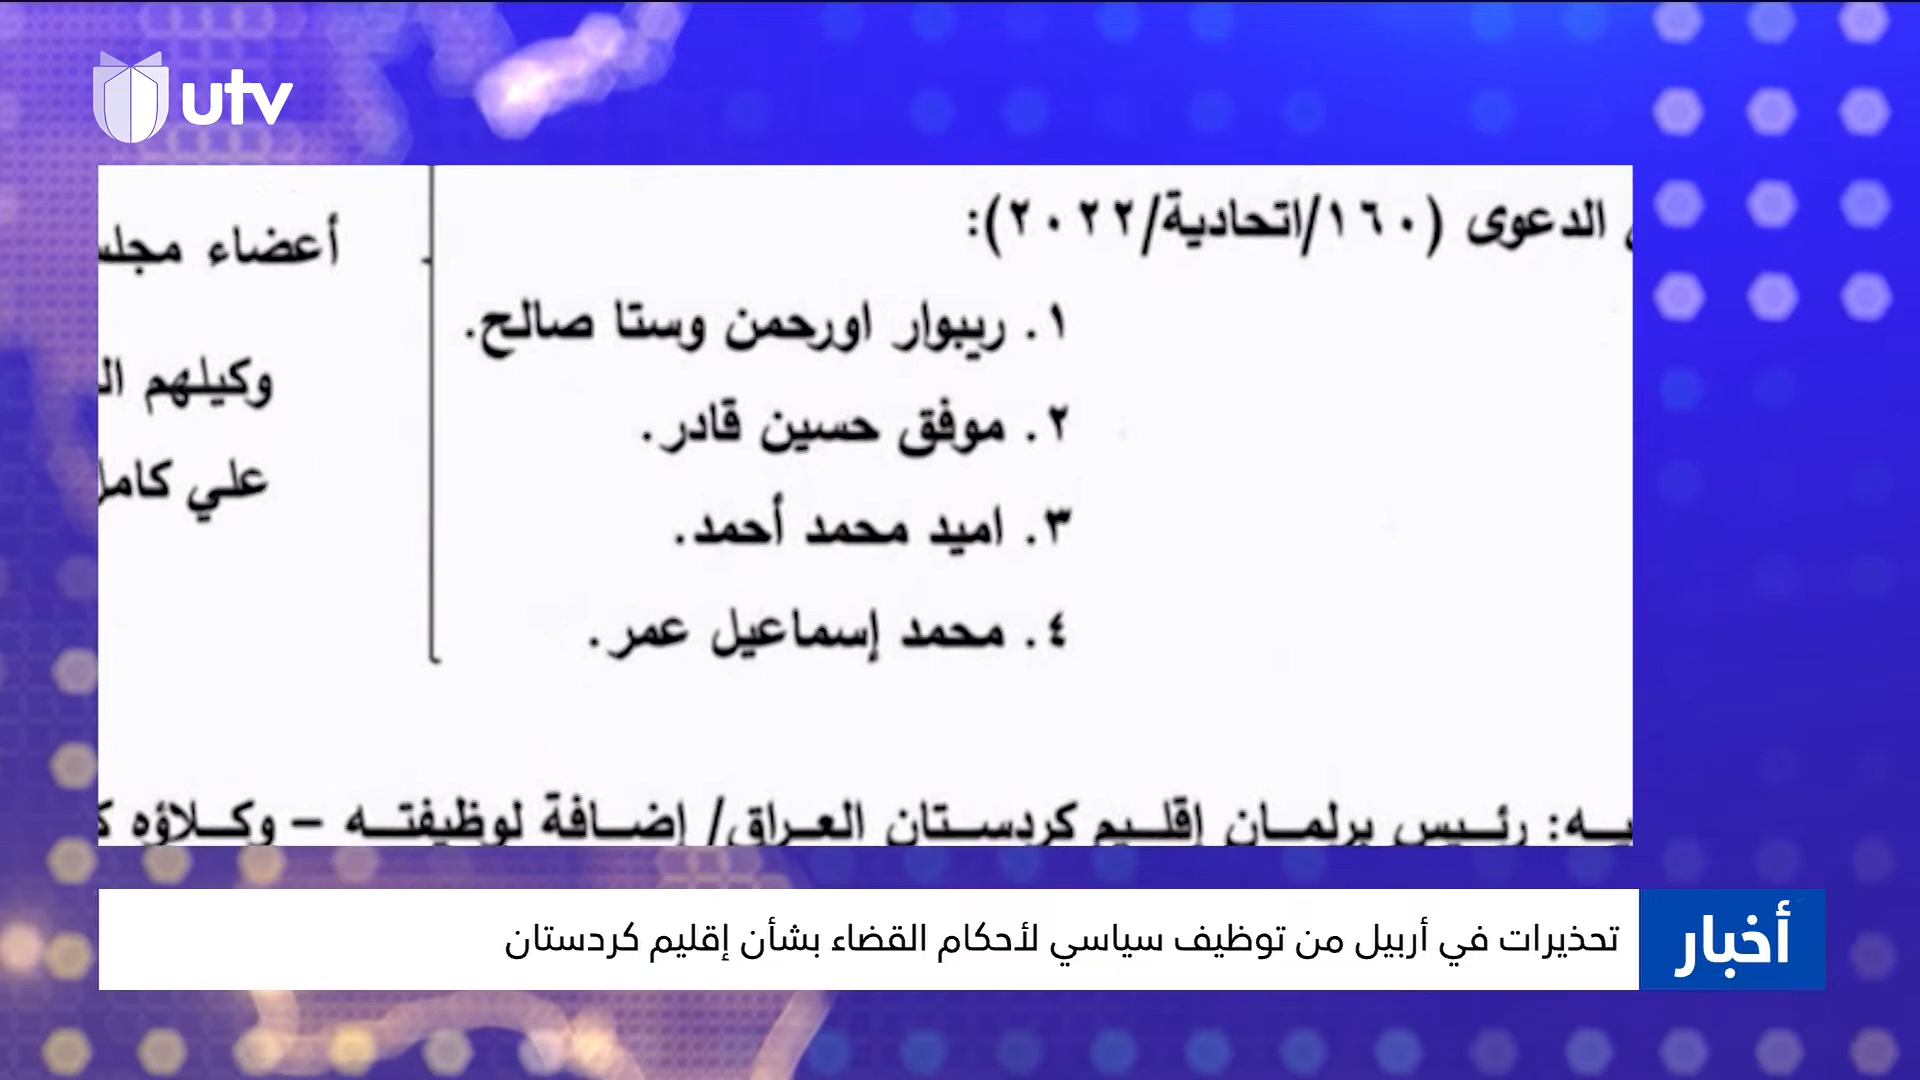 utv
الدعوى (١٦٠/اتحادية/٢٠٢٢):
١. ريبوار اورحمن وستا صالح.
٢. موفق حسين قادر.
٣. اميد محمد أحمد.
٤. محمد إسماعيل عمر.
أعضاء
وكيلهم
علي كامل
رئيس برلمان إقليم كردستان العراق/ إضافة لوظيفته – وكلاؤه
أخبار
تحذيرات في أربيل من توظيف سياسي لأحكام القضاء بشأن إقليم كردستان